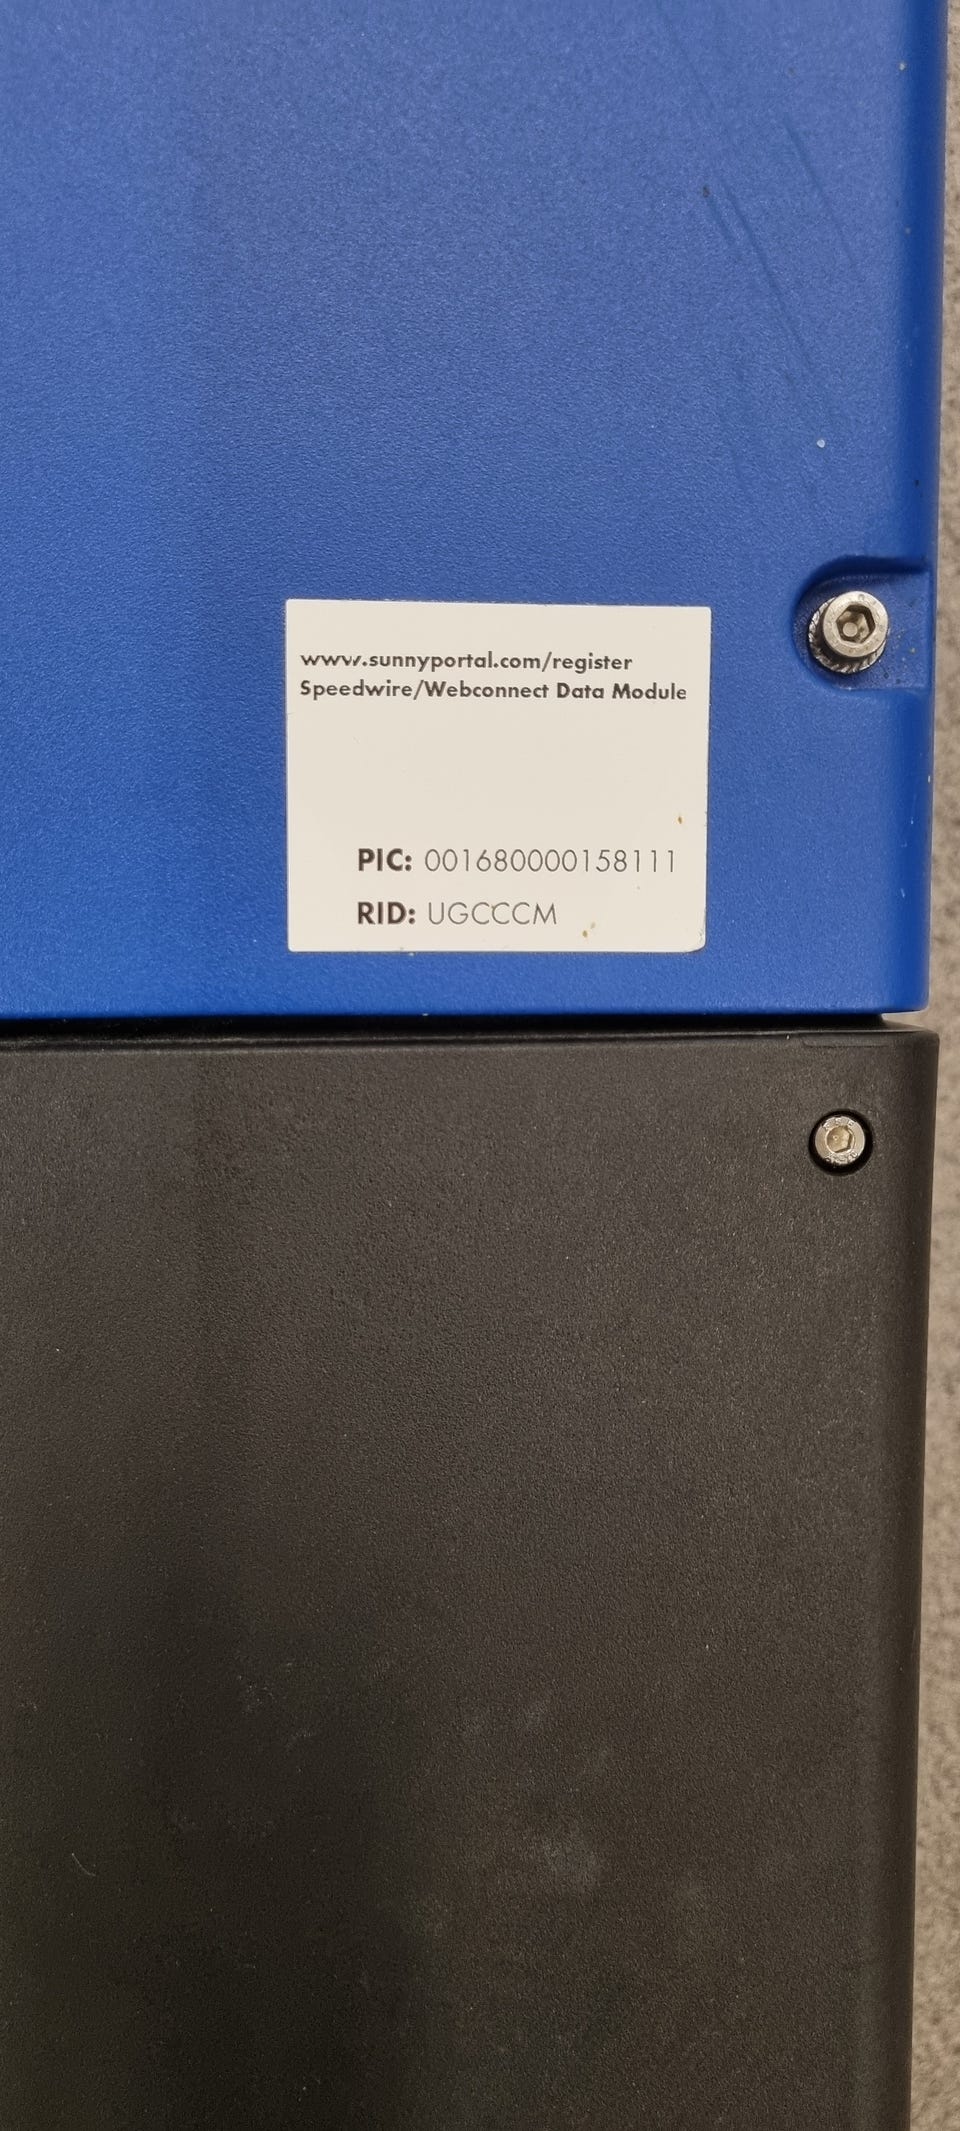 www.sunnyportal.com/register
Speedwire/Webconnect Data Module
PIC: 001680000158111
RID: UGCCCM